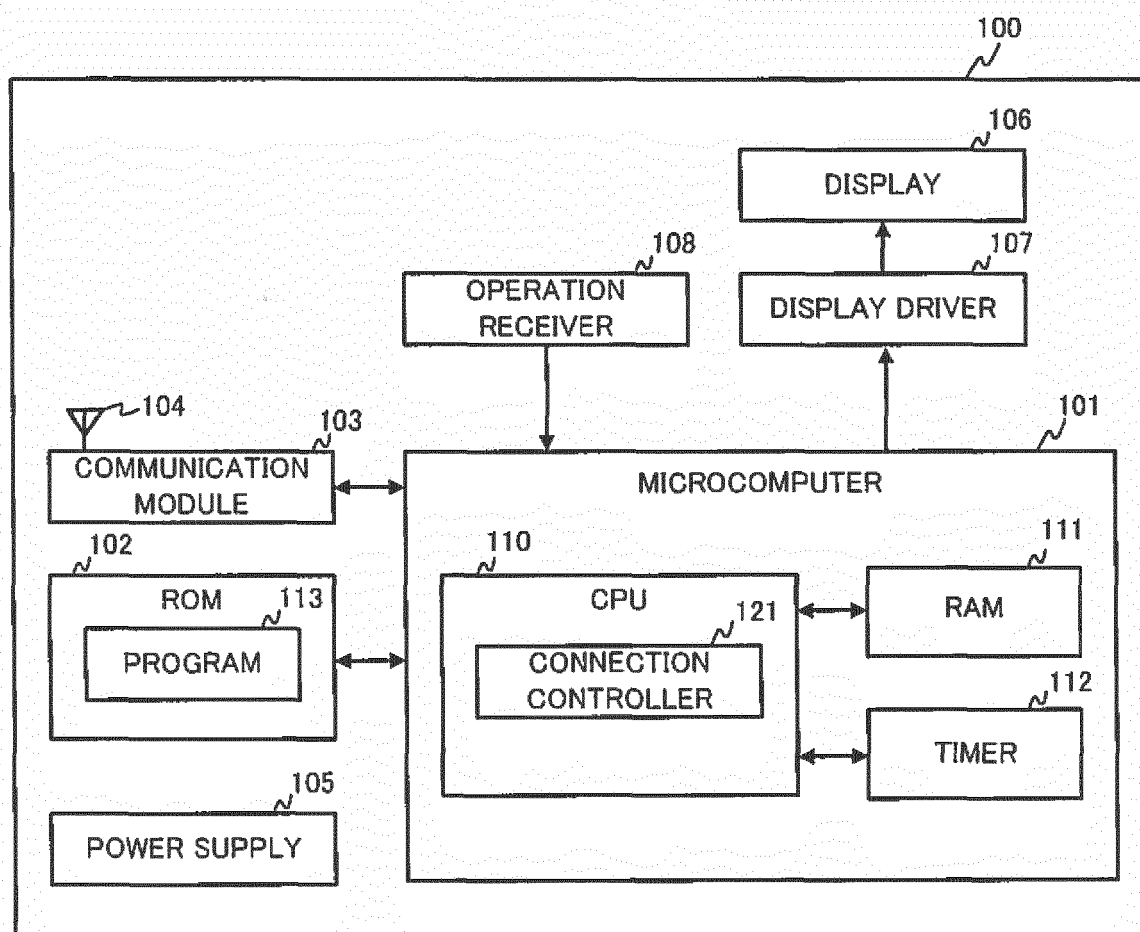 100
106
DISPLAY
108
107
OPERATION
RECEIVER
DISPLAY DRIVER
104
103
101
COMMUNICATION
MODULE
MICROCOMPUTER
102
110
111
ROM
113
CPU
121
RAM
PROGRAM
CONNECTION
CONTROLLER
112
TIMER
105
POWER SUPPLY